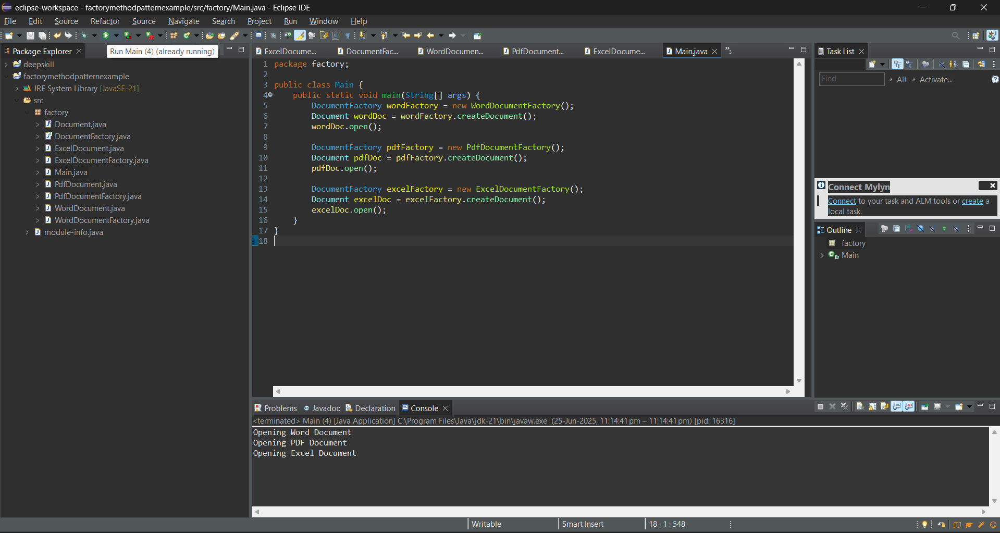 eclipse-workspace - factorymethodpatternexample/src/factory/Main.java - Eclipse IDE
File Edit Source Refactor Source Navigate Search Project Run Window Help
Package Explorer
Run Main (4) (already running)
deepskill
factorymethodpatternexample
JRE System Library [JavaSE-21]
src
factory
Document.java
DocumentFactory.java
ExcelDocument.java
ExcelDocumentFactory.java
Main.java
PdfDocument.java
PdfDocumentFactory.java
WordDocument.java
WordDocumentFactory.java
module-info.java
ExcelDocume... DocumentFac... WordDocumen... PdfDocument... ExcelDocume... Main.java »3
1 package factory;
2
3 public class Main {
4 public static void main(String[] args) {
5 DocumentFactory wordFactory = new WordDocumentFactory();
6 Document wordDoc = wordFactory.createDocument();
7 wordDoc.open();
8
9 DocumentFactory pdfFactory = new PdfDocumentFactory();
10 Document pdfDoc = pdfFactory.createDocument();
11 pdfDoc.open();
12
13 DocumentFactory excelFactory = new ExcelDocumentFactory();
14 Document excelDoc = excelFactory.createDocument();
15 excelDoc.open();
16 }
17 }
18
Task List
Find All Activate...
Connect Mylyn
Connect to your task and ALM tools or create a
local task.
Outline
factory
Main
Problems Javadoc Declaration Console
<terminated> Main (4) [Java Application] C:\Program Files\Java\jdk-21\bin\javaw.exe (25-Jun-2025, 11:14:41 pm – 11:14:41 pm) [pid: 16316]
Opening Word Document
Opening PDF Document
Opening Excel Document
Writable Smart Insert 18 : 1 : 548